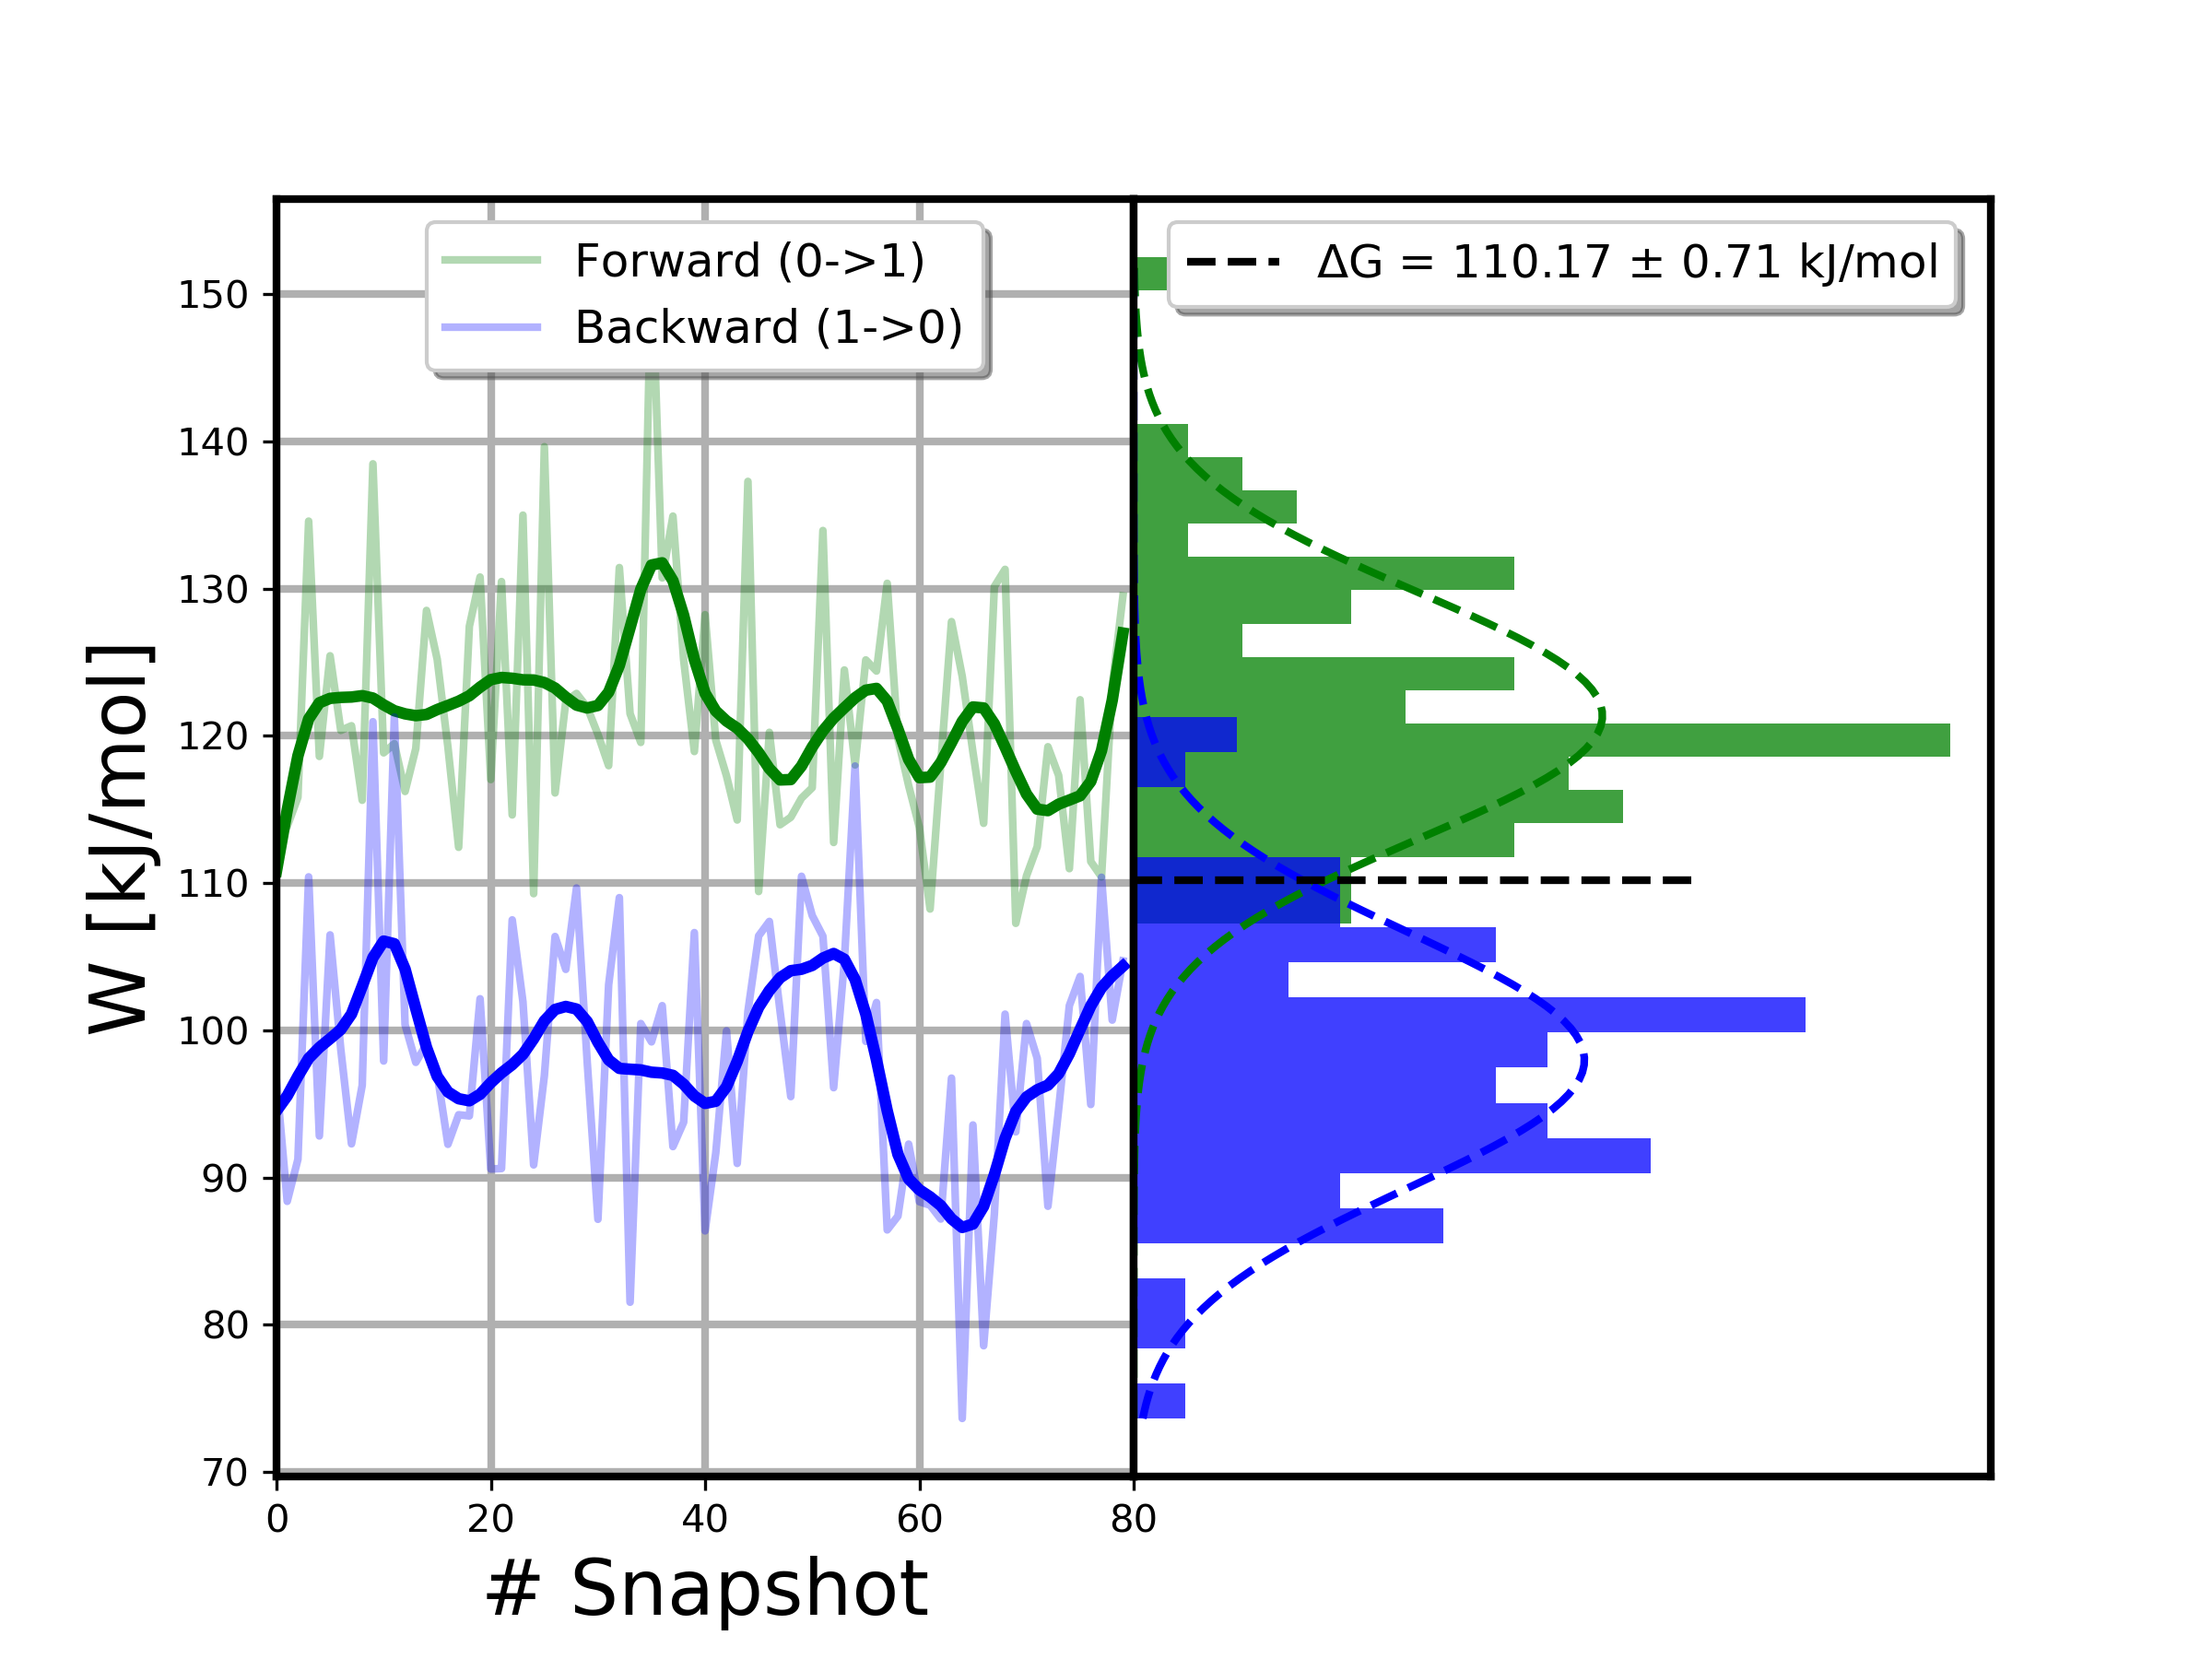 Forward (0->1)
Backward (1->0)
ΔG = 110.17 ± 0.71 kJ/mol
W [kJ/mol]
150
140
130
120
110
100
90
80
70
0 20 40 60 80
# Snapshot